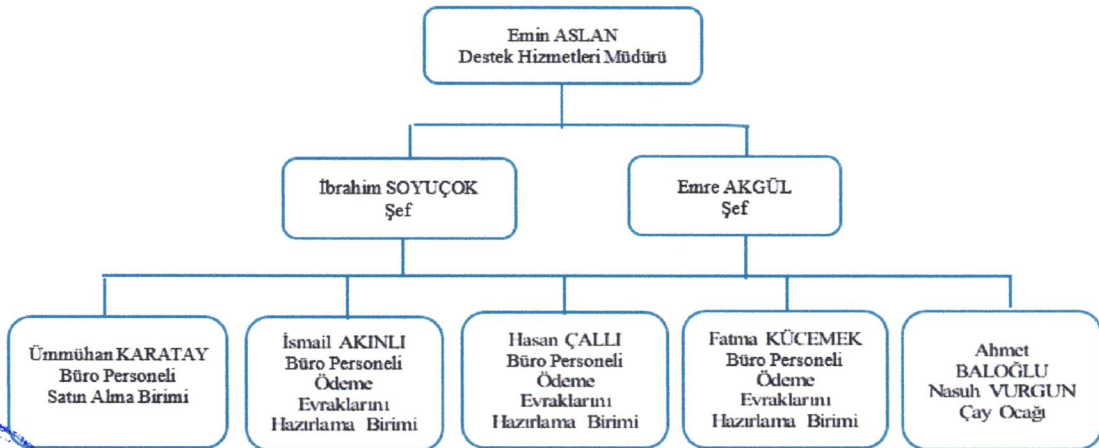 Emin ASLAN
Destek Hizmetleri Müdürü
İbrahim SOYUÇOK
Şef
Emre AKGÜL
Şef
Ümmühan KARATAY
Büro Personeli
Satın Alma Birimi
İsmail AKINLI
Büro Personeli
Ödeme
Evraklarını
Hazırlama Birimi
Hasan ÇALLI
Büro Personeli
Ödeme
Evraklarını
Hazırlama Birimi
Fatma KÜCEMEK
Büro Personeli
Ödeme
Evraklarını
Hazırlama Birimi
Ahmet
BALOĞLU
Nasuh VURGUN
Çay Ocağı